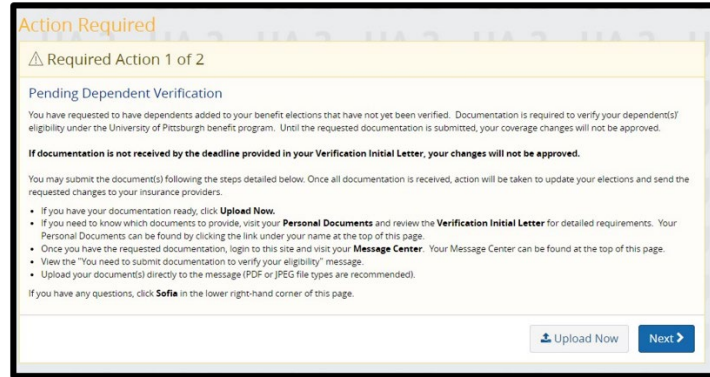 Action Required
⚠ Required Action 1 of 2
Pending Dependent Verification
You have requested to have dependents added to your benefit elections that have not yet been verified. Documentation is required to verify your dependent(s)'
eligibility under the University of Pittsburgh benefit program. Until the requested documentation is submitted, your coverage changes will not be approved.
If documentation is not received by the deadline provided in your Verification Initial Letter, your changes will not be approved.
You may submit the document(s) following the steps detailed below. Once all documentation is received, action will be taken to update your elections and send the
requested changes to your insurance providers.
• If you have your documentation ready, click Upload Now.
• If you need to know which documents to provide, visit your Personal Documents and review the Verification Initial Letter for detailed requirements. Your
Personal Documents can be found by clicking the link under your name at the top of this page.
• Once you have the requested documentation, login to this site and visit your Message Center. Your Message Center can be found at the top of this page.
• View the "You need to submit documentation to verify your eligibility" message.
• Upload your document(s) directly to the message (PDF or JPEG file types are recommended).
If you have any questions, click Sofia in the lower right-hand corner of this page.
Upload Now Next >